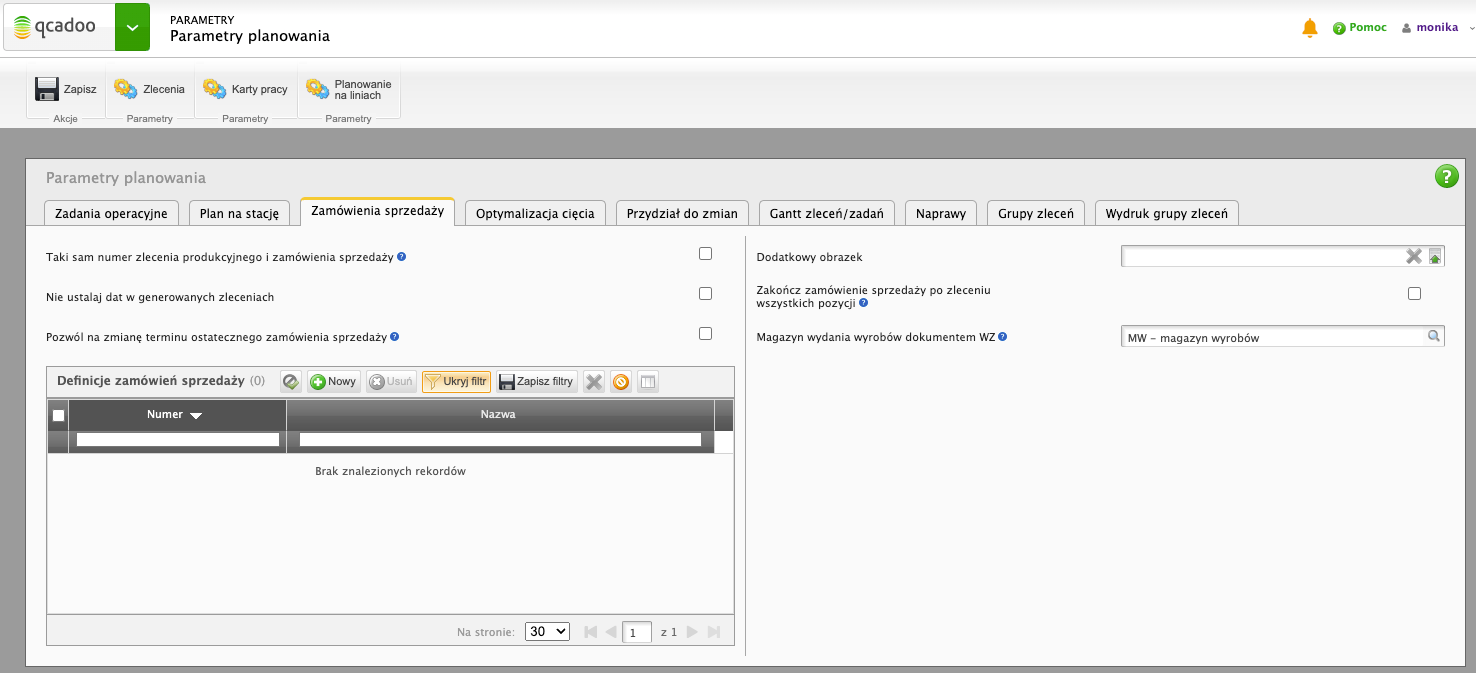 qcadoo
PARAMETRY
Parametry planowania
Pomoc
monika
Zapisz
Akcje
Zlecenia
Parametry
Karty pracy
Parametry
Planowanie
na liniach
Parametry
Parametry planowania
Zadania operacyjne
Plan na stację
Zamówienia sprzedaży
Optymalizacja cięcia
Przydział do zmian
Gantt zleceń/zadań
Naprawy
Grupy zleceń
Wydruk grupy zleceń
Taki sam numer zlecenia produkcyjnego i zamówienia sprzedaży
Nie ustalaj dat w generowanych zleceniach
Pozwól na zmianę terminu ostatecznego zamówienia sprzedaży
Definicje zamówień sprzedaży (0)
Nowy
Usuń
Ukryj filtr
Zapisz filtry
Numer
Nazwa
Brak znalezionych rekordów
Na stronie:
30
1
z 1
Dodatkowy obrazek
Zakończ zamówienie sprzedaży po zleceniu
wszystkich pozycji
Magazyn wydania wyrobów dokumentem WZ
MW - magazyn wyrobów